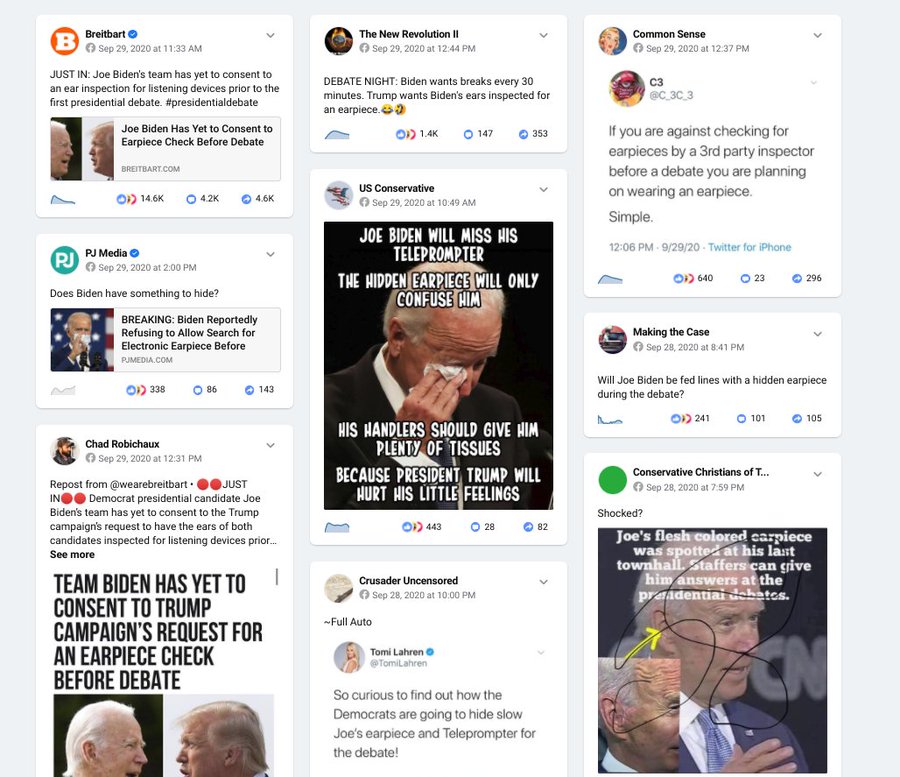 Breitbart
Sep 29, 2020 at 11:33 AM
JUST IN: Joe Biden's team has yet to consent to
an ear inspection for listening devices prior to the
first presidential debate. #presidentialdebate
Joe Biden Has Yet to Consent to
Earpiece Check Before Debate
BREITBART.COM
14.6K 4.2K 4.6K
PJ
PJ Media
Sep 29, 2020 at 2:00 PM
Does Biden have something to hide?
BREAKING: Biden Reportedly
Refusing to Allow Search for
Electronic Earpiece Before
PJMEDIA.COM
338 86 143
Chad Robichaux
Sep 29, 2020 at 12:31 PM
Repost from @wearebreitbart • 🔴🔴JUST
IN🔴🔴 Democrat presidential candidate Joe
Biden's team has yet to consent to the Trump
campaign's request to have the ears of both
candidates inspected for listening devices prior...
See more
TEAM BIDEN HAS YET TO
CONSENT TO TRUMP
CAMPAIGN'S REQUEST FOR
AN EARPIECE CHECK
BEFORE DEBATE
The New Revolution II
Sep 29, 2020 at 12:44 PM
DEBATE NIGHT: Biden wants breaks every 30
minutes. Trump wants Biden's ears inspected for
an earpiece.😂🤣
1.4K 147 353
US Conservative
Sep 29, 2020 at 10:49 AM
JOE BIDEN WILL MISS HIS
TELEPROMPTER
THE HIDDEN EARPIECE WILL ONLY
CONFUSE HIM
HIS HANDLERS SHOULD GIVE HIM
PLENTY OF TISSUES
BECAUSE PRESIDENT TRUMP WILL
HURT HIS LITTLE FEELINGS
443 28 82
Crusader Uncensored
Sep 28, 2020 at 10:00 PM
~Full Auto
Tomi Lahren
@TomiLahren
So curious to find out how the
Democrats are going to hide slow
Joe's earpiece and Teleprompter for
the debate!
Common Sense
Sep 29, 2020 at 12:37 PM
C3
@C_3C_3
If you are against checking for
earpieces by a 3rd party inspector
before a debate you are planning
on wearing an earpiece.
Simple.
12:06 PM · 9/29/20 · Twitter for iPhone
640 23 296
Making the Case
Sep 28, 2020 at 8:41 PM
Will Joe Biden be fed lines with a hidden earpiece
during the debate?
241 101 105
Conservative Christians of T...
Sep 28, 2020 at 7:59 PM
Shocked?
Joe's flesh colored earpiece
was spotted at his last
townhall. Staffers can give
him answers at the
presidential debates.